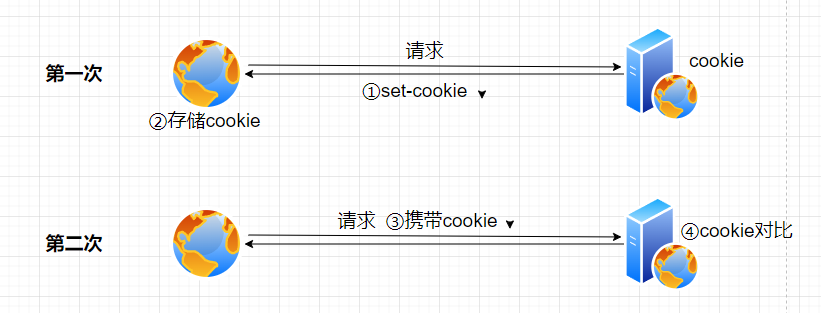 请求
第一次
cookie
①set-cookie
②存储cookie
请求 ③携带cookie
第二次
④cookie对比